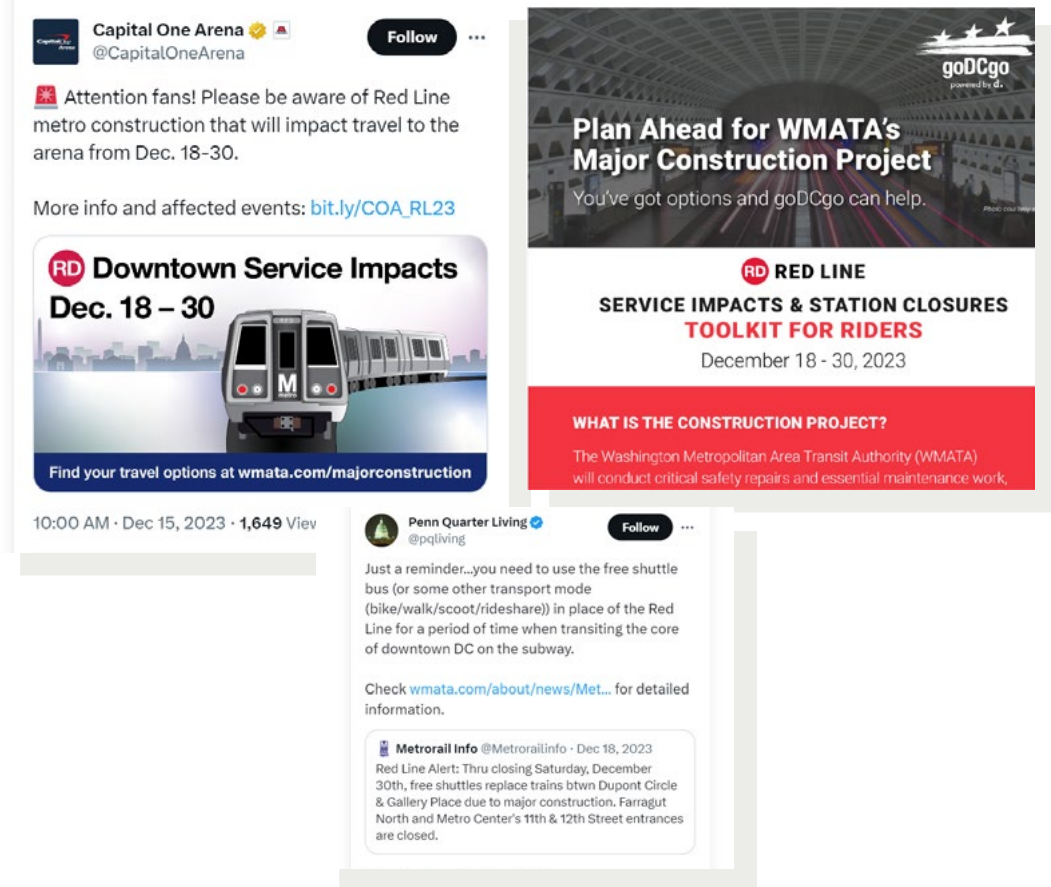 Capital One Arena
@CapitalOneArena
Follow
🚨 Attention fans! Please be aware of Red Line
metro construction that will impact travel to the
arena from Dec. 18-30.
More info and affected events: bit.ly/COA_RL23
RD Downtown Service Impacts
Dec. 18 – 30
M
metro
Find your travel options at wmata.com/majorconstruction
10:00 AM · Dec 15, 2023 · 1,649
goDCgo
powered by d.
Plan Ahead for WMATA's
Major Construction Project
You've got options and goDCgo can help.
Photo
RD RED LINE
SERVICE IMPACTS & STATION CLOSURES
TOOLKIT FOR RIDERS
December 18 - 30, 2023
WHAT IS THE CONSTRUCTION PROJECT?
The Washington Metropolitan Area Transit Authority (WMATA)
will conduct critical safety repairs and essential maintenance work,
Penn Quarter Living
@pqliving
Follow
Just a reminder...you need to use the free shuttle
bus (or some other transport mode
(bike/walk/scoot/rideshare)) in place of the Red
Line for a period of time when transiting the core
of downtown DC on the subway.
Check wmata.com/about/news/Met... for detailed
information.
Metrorail Info @Metrorailinfo · Dec 18, 2023
Red Line Alert: Thru closing Saturday, December
30th, free shuttles replace trains btwn Dupont Circle
& Gallery Place due to major construction. Farragut
North and Metro Center's 11th & 12th Street entrances
are closed.